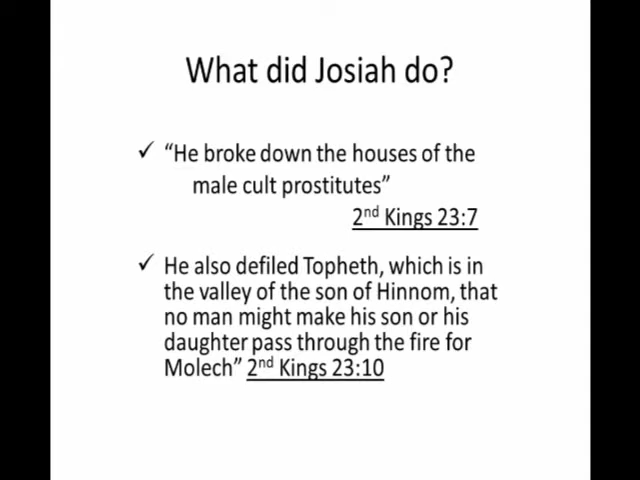 What did Josiah do?
✓ “He broke down the houses of the
male cult prostitutes”
2nd Kings 23:7
✓ He also defiled Topheth, which is in
the valley of the son of Hinnom, that
no man might make his son or his
daughter pass through the fire for
Molech” 2nd Kings 23:10